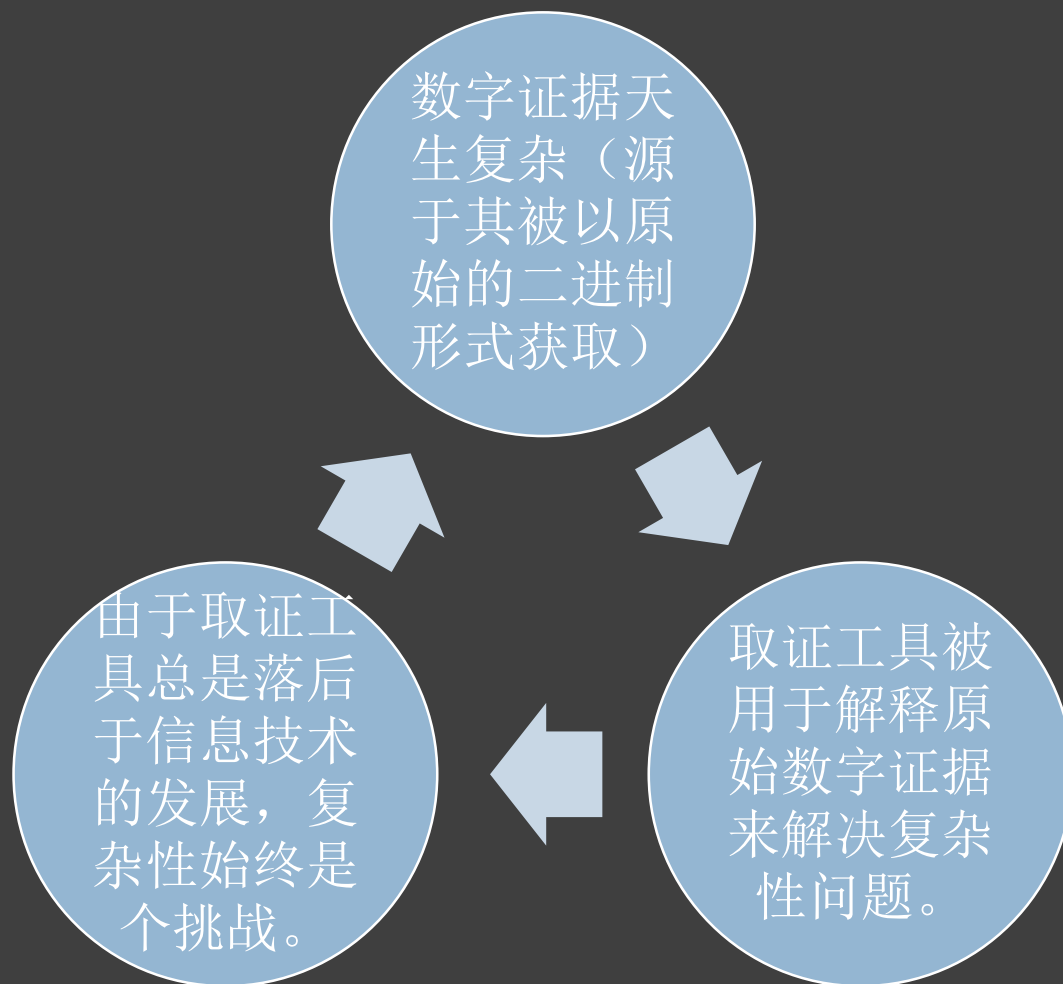 数字证据天
生复杂（源
于其被以原
始的二进制
形式获取）
取证工具被
用于解释原
始数字证据
来解决复杂
性问题。
由于取证工
具总是落后
于信息技术
的发展，复
杂性始终是
个挑战。